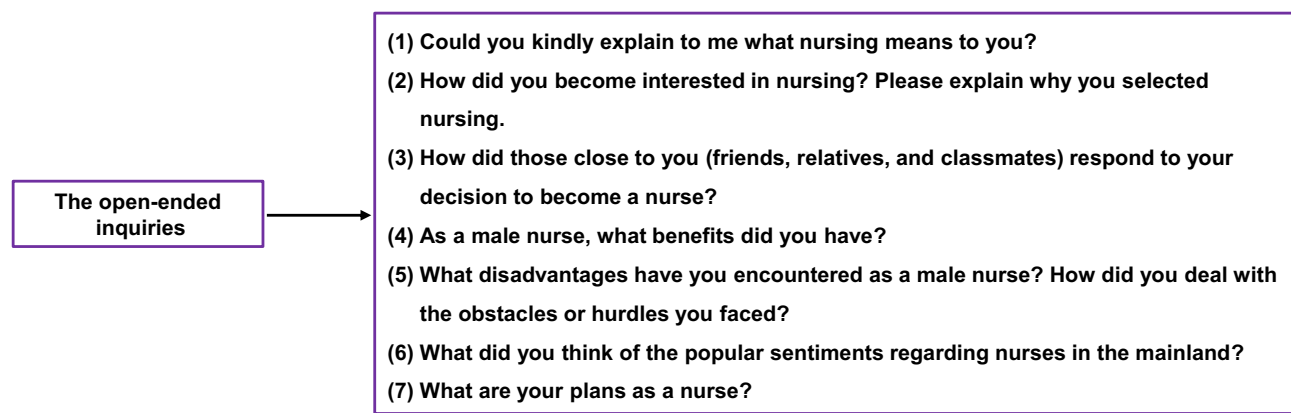 The open-ended
inquiries
(1) Could you kindly explain to me what nursing means to you?
(2) How did you become interested in nursing? Please explain why you selected
nursing.
(3) How did those close to you (friends, relatives, and classmates) respond to your
decision to become a nurse?
(4) As a male nurse, what benefits did you have?
(5) What disadvantages have you encountered as a male nurse? How did you deal with
the obstacles or hurdles you faced?
(6) What did you think of the popular sentiments regarding nurses in the mainland?
(7) What are your plans as a nurse?